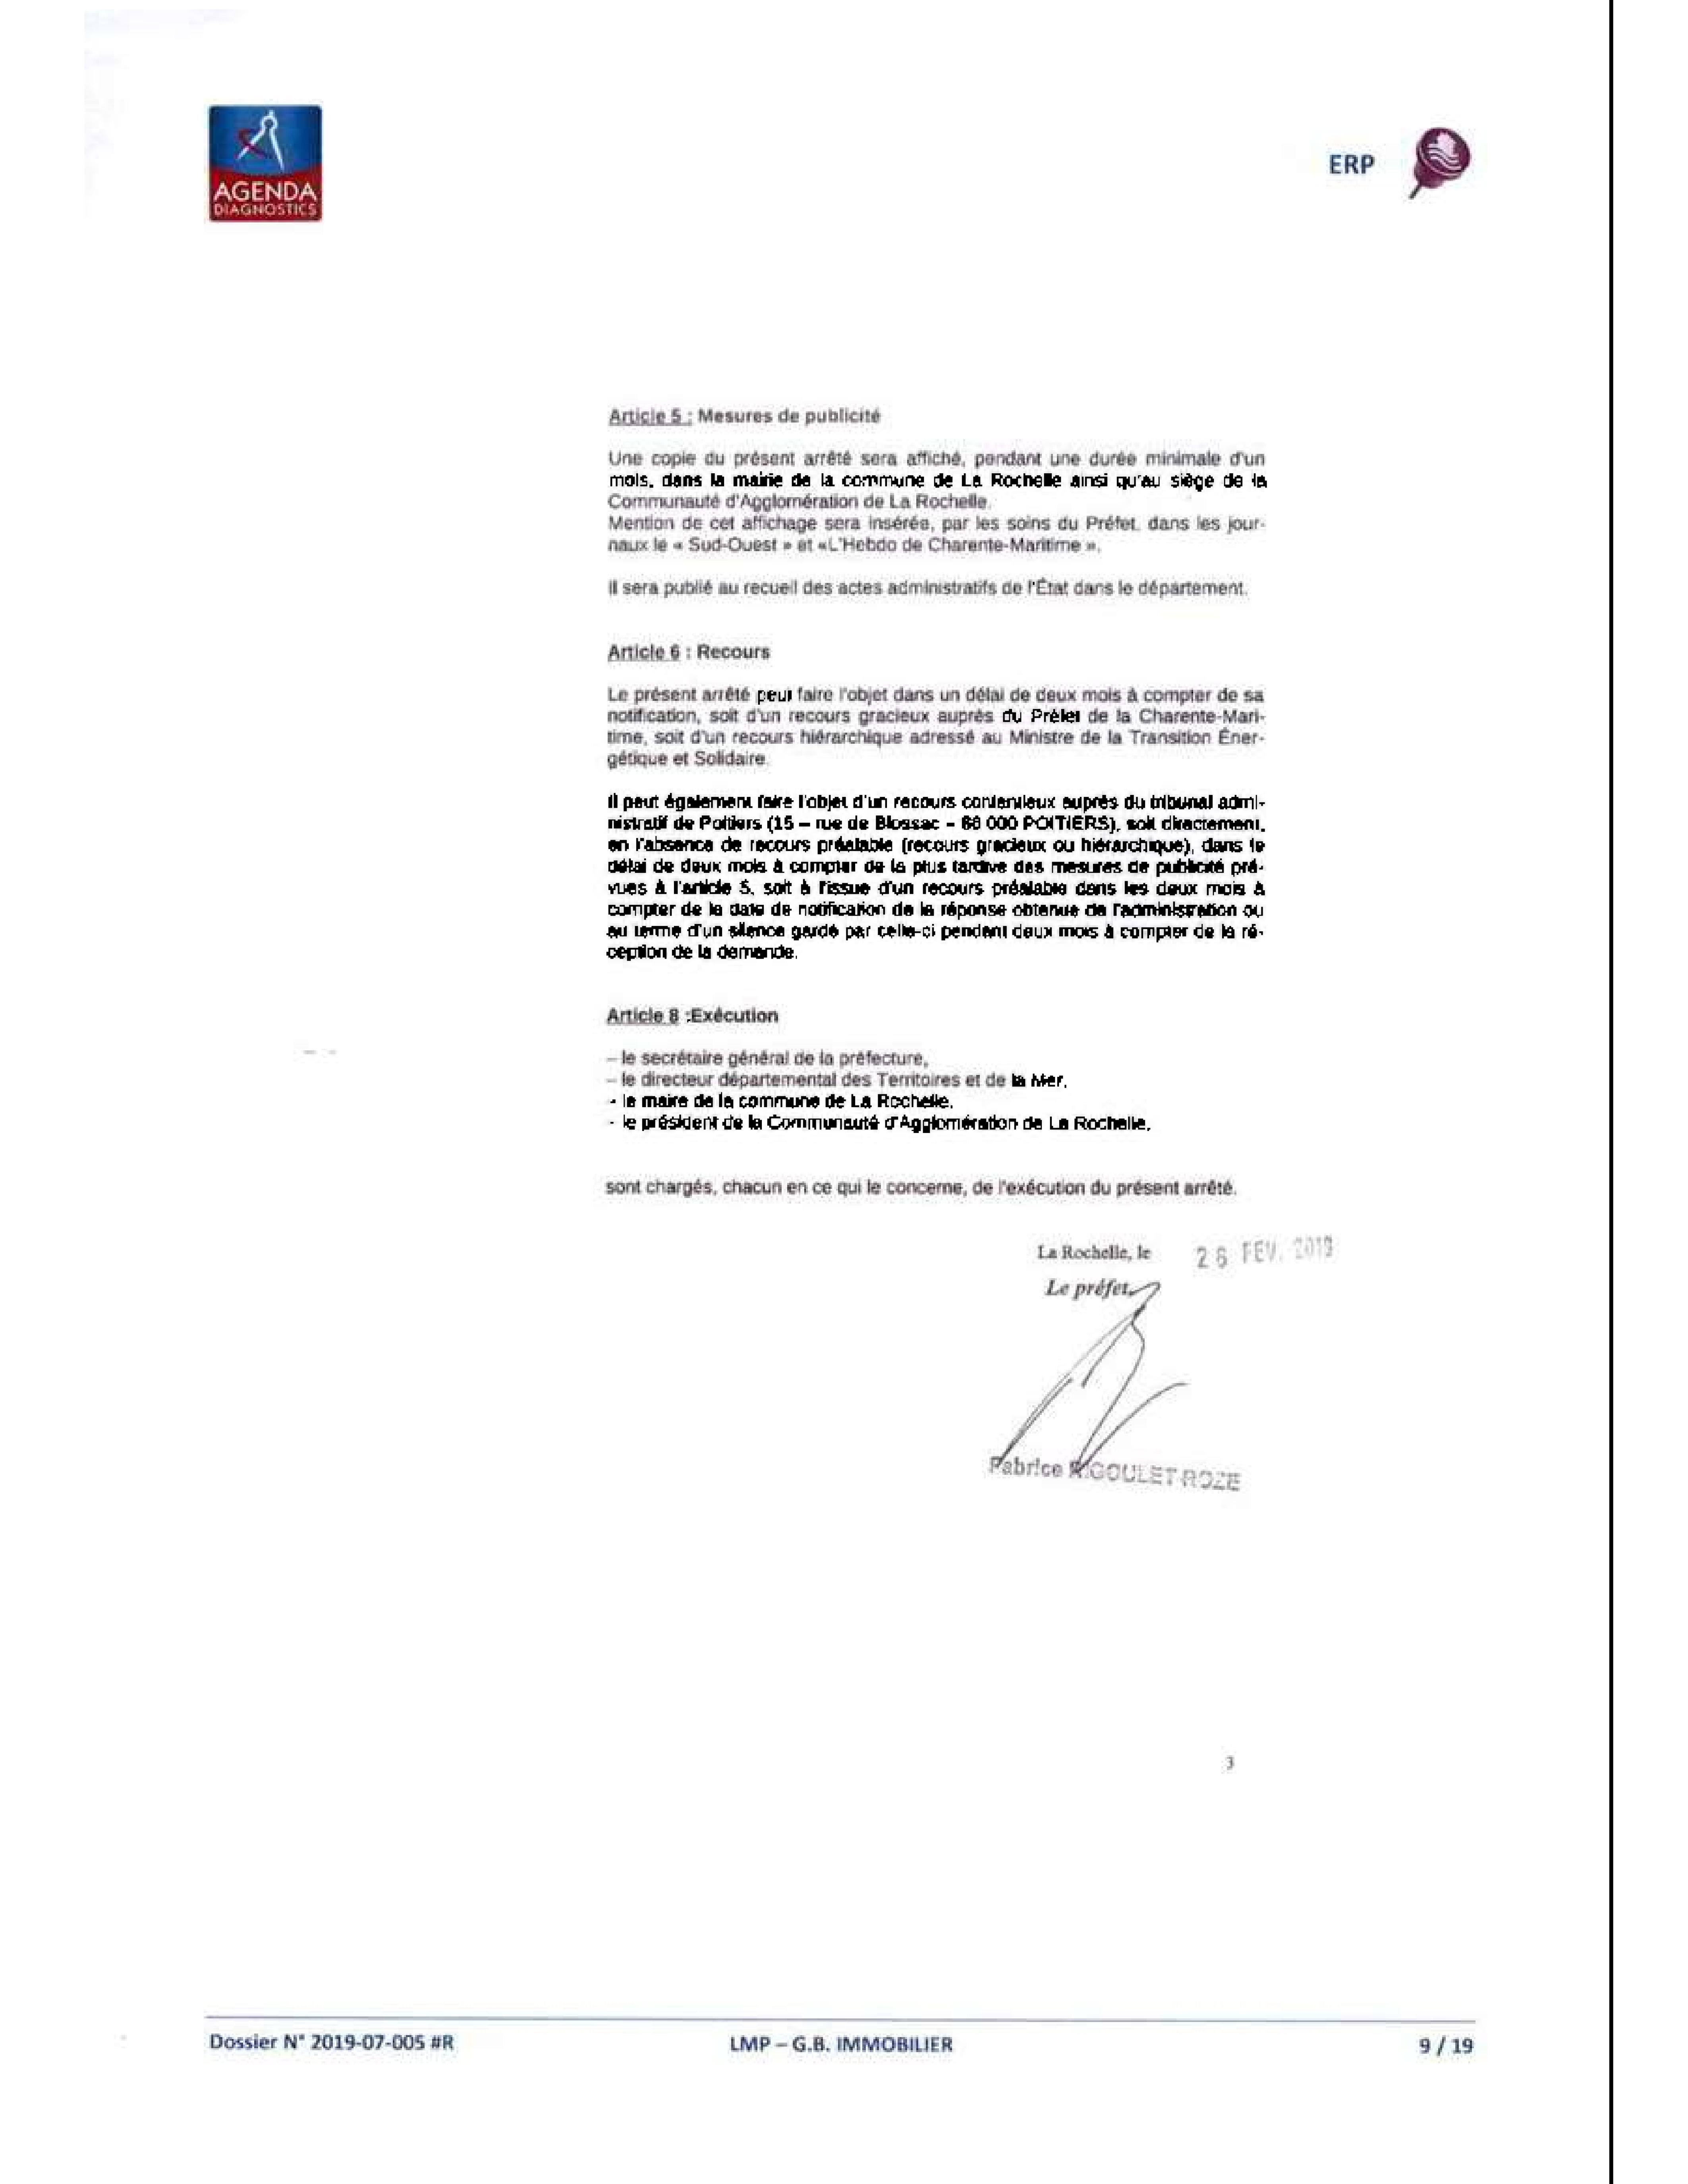 AGENDA
DIAGNOSTICS
ERP
Article 5 : Mesures de publicité
Une copie du présent arrêté sera affiché, pendant une durée minimale d'un
mois, dans la mairie de la commune de La Rochelle ainsi qu'au siège de la
Communauté d'Agglomération de La Rochelle.
Mention de cet affichage sera insérée, par les soins du Préfet, dans les jour-
naux le « Sud-Ouest » et «L'Hebdo de Charente-Maritime ».
Il sera publié au recueil des actes administratifs de l'État dans le département.
Article 6 : Recours
Le présent arrêté peut faire l'objet dans un délai de deux mois à compter de sa
notification, soit d'un recours gracieux auprès du Préfet de la Charente-Mari-
time, soit d'un recours hiérarchique adressé au Ministre de la Transition Éner-
gétique et Solidaire.
Il peut également faire l'objet d'un recours contentieux auprès du tribunal admi-
nistratif de Poitiers (15 – rue de Blossac – 86 000 POITIERS), soit directement,
en l'absence de recours préalable (recours gracieux ou hiérarchique), dans le
délai de deux mois à compter de la plus tardive des mesures de publicité pré-
vues à l'article 5, soit à l'issue d'un recours préalable dans les deux mois à
compter de la date de notification de la réponse obtenue de l'administration ou
au terme d'un silence gardé par celle-ci pendant deux mois à compter de la ré-
ception de la demande.
Article 8 :Exécution
– le secrétaire général de la préfecture,
– le directeur départemental des Territoires et de la Mer,
- le maire de la commune de La Rochelle,
- le président de la Communauté d'Agglomération de La Rochelle,
sont chargés, chacun en ce qui le concerne, de l'exécution du présent arrêté.
La Rochelle, le 26 FEV. 2019
Le préfet,
Fabrice RIGOULET-ROZE
3
Dossier N° 2019-07-005 #R
LMP – G.B. IMMOBILIER
9 / 19